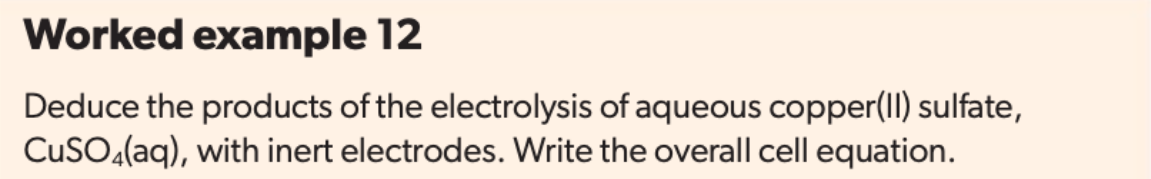 Worked example 12
Deduce the products of the electrolysis of aqueous copper(II) sulfate,
CuSO₄(aq), with inert electrodes. Write the overall cell equation.